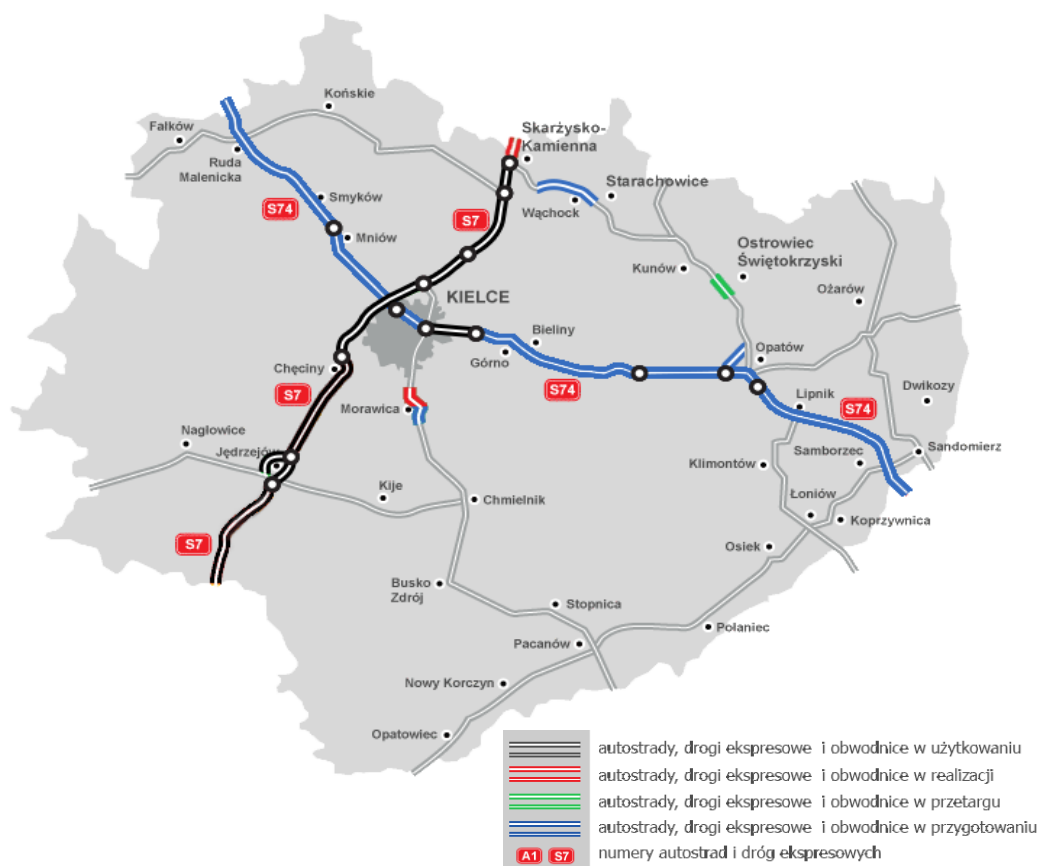 Końskie
Fałków
Ruda
Malenicka
Skarżysko-
Kamienna
Smyków
S74
Starachowice
Wąchock
S7
Mniów
Ostrowiec
Świętokrzyski
Kunów
KIELCE
Ożarów
Bieliny
Górno
Opatów
Chęciny
S7
S74
Morawica
Lipnik
S74
Dwikozy
Nagłowice
Jędrzejów
Klimontów
Samborzec
Sandomierz
Kije
Chmielnik
Łoniów
Koprzywnica
S7
Osiek
Busko
Zdrój
Stopnica
Połaniec
Pacanów
Nowy Korczyn
Opatowiec
autostrady, drogi ekspresowe i obwodnice w użytkowaniu
autostrady, drogi ekspresowe i obwodnice w realizacji
autostrady, drogi ekspresowe i obwodnice w przetargu
autostrady, drogi ekspresowe i obwodnice w przygotowaniu
A1 S7 numery autostrad i dróg ekspresowych